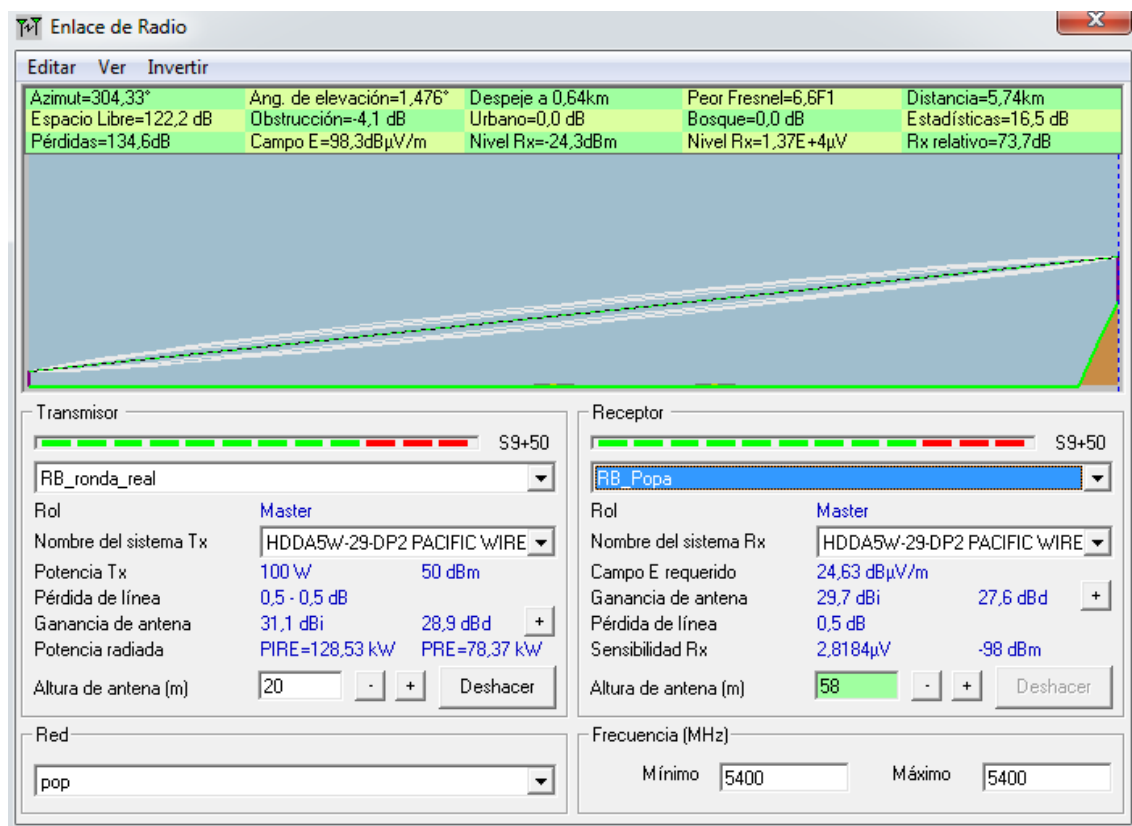 Enlace de Radio
Editar Ver Invertir
Azimut=304,33° Ang. de elevación=1,476° Despeje a 0,64km Peor Fresnel=6,6F1 Distancia=5,74km
Espacio Libre=122,2 dB Obstrucción=-4,1 dB Urbano=0,0 dB Bosque=0,0 dB Estadísticas=16,5 dB
Pérdidas=134,6dB Campo E=98,3dBµV/m Nivel Rx=-24,3dBm Nivel Rx=1,37E+4µV Rx relativo=73,7dB
Transmisor
S9+50
RB_ronda_real
Rol Master
Nombre del sistema Tx HDDA5W-29-DP2 PACIFIC WIRE
Potencia Tx 100 W 50 dBm
Pérdida de línea 0,5 - 0,5 dB
Ganancia de antena 31,1 dBi 28,9 dBd +
Potencia radiada PIRE=128,53 kW PRE=78,37 kW
Altura de antena (m) 20 - + Deshacer
Red
pop
Receptor
S9+50
RB_Popa
Rol Master
Nombre del sistema Rx HDDA5W-29-DP2 PACIFIC WIRE
Campo E requerido 24,63 dBµV/m
Ganancia de antena 29,7 dBi 27,6 dBd +
Pérdida de línea 0,5 dB
Sensibilidad Rx 2,8184µV -98 dBm
Altura de antena (m) 58 - + Deshacer
Frecuencia (MHz)
Mínimo 5400 Máximo 5400